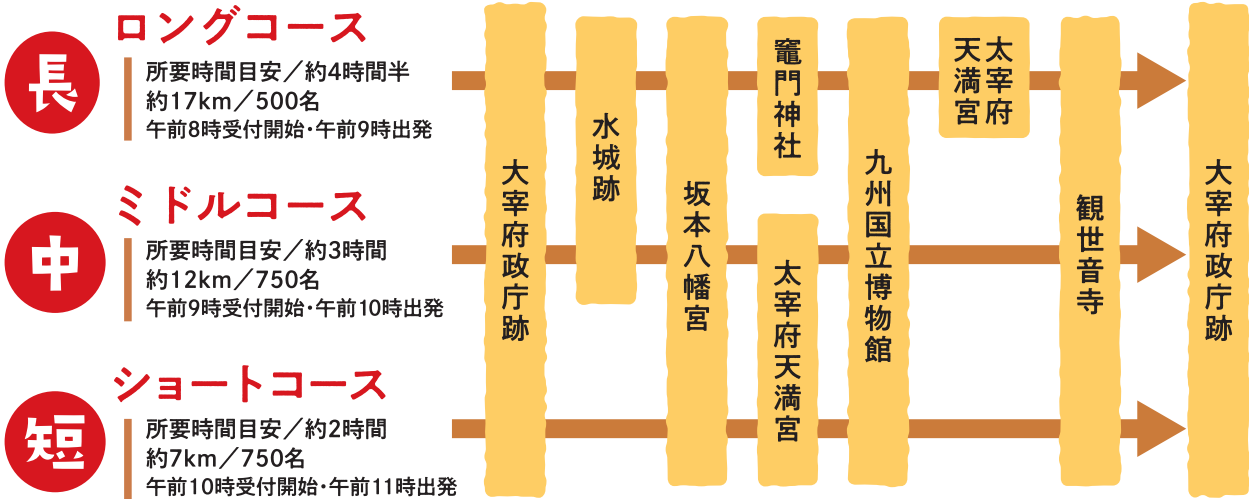 長
ロングコース
所要時間目安／約4時間半
約17km／500名
午前8時受付開始・午前9時出発
中
ミドルコース
所要時間目安／約3時間
約12km／750名
午前9時受付開始・午前10時出発
短
ショートコース
所要時間目安／約2時間
約7km／750名
午前10時受付開始・午前11時出発
大宰府政庁跡
水城跡
坂本八幡宮
竈門神社
太宰府天満宮
九州国立博物館
太宰府
天満宮
観世音寺
大宰府政庁跡